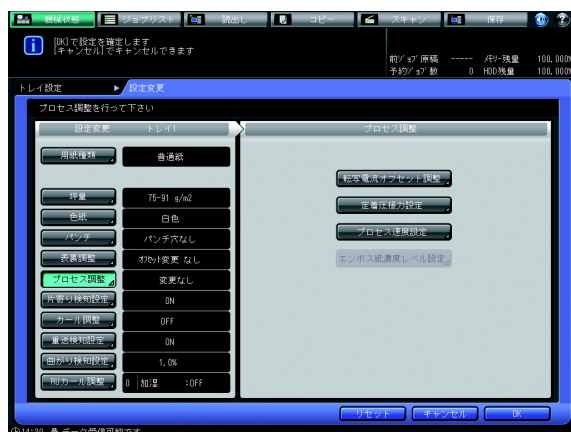 機械状態 ジョブリスト 読出し コピー スキャン 保存
[OK]で設定を確定します
[キャンセル]でキャンセルできます
前ジョブ原稿 ----- メモリー残量 100.000%
予約ジョブ数 0 HDD残量 100.000%
トレイ設定 設定変更
プロセス調整を行って下さい
設定変更 トレイ1 プロセス調整
用紙種類 普通紙
坪量 75-91 g/m2
色紙 白色
パンチ パンチ穴なし
表裏調整 オフセット変更 なし
プロセス調整 変更なし
片寄り検知設定 ON
カール調整 OFF
重送検知設定 ON
曲がり検知設定 1.0%
RUカール調整 0 加湿 :OFF
転写電流オフセット調整
定着圧接力設定
プロセス速度設定
エンボス紙濃度レベル設定
リセット キャンセル OK
14:30 データ受信可能です